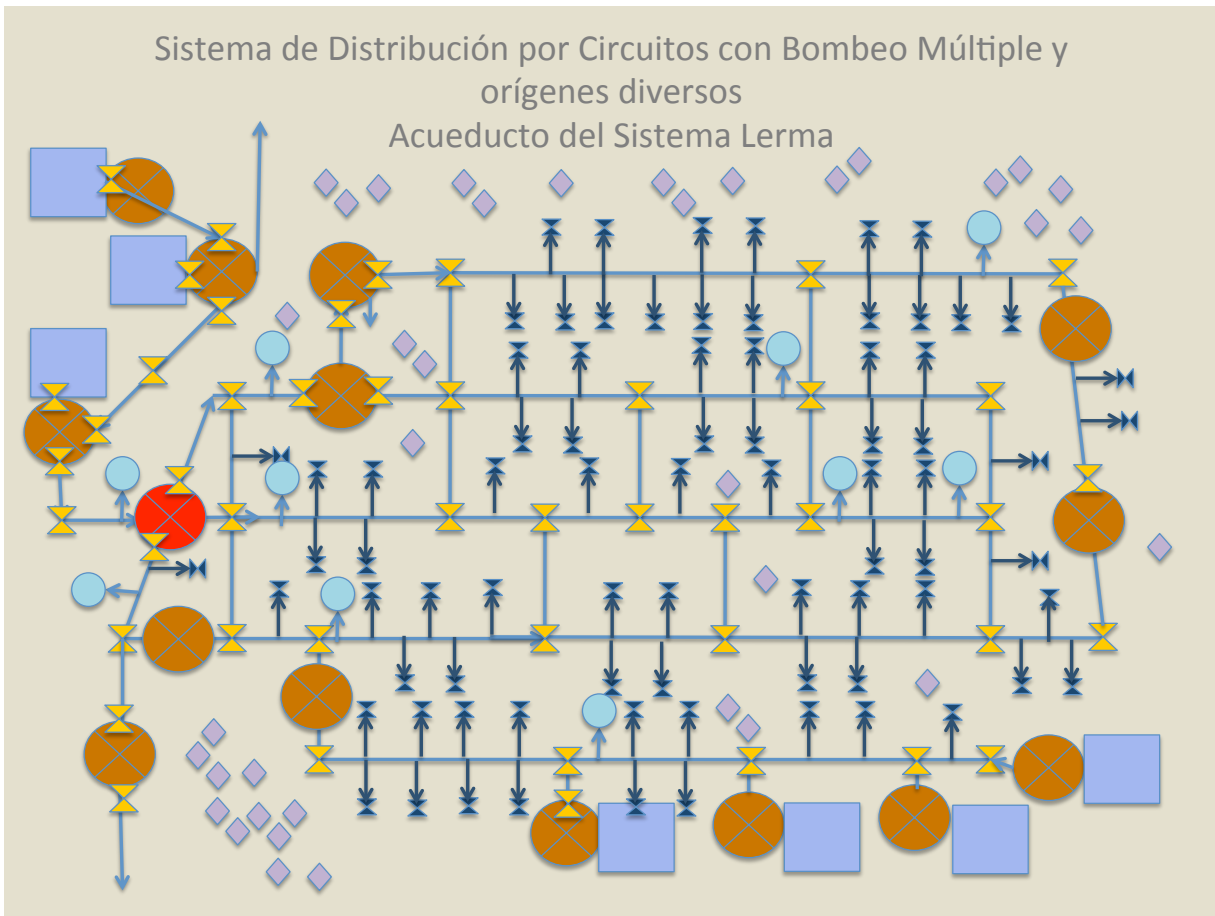 Sistema de Distribución por Circuitos con Bombeo Múltiple y
orígenes diversos
Acueducto del Sistema Lerma